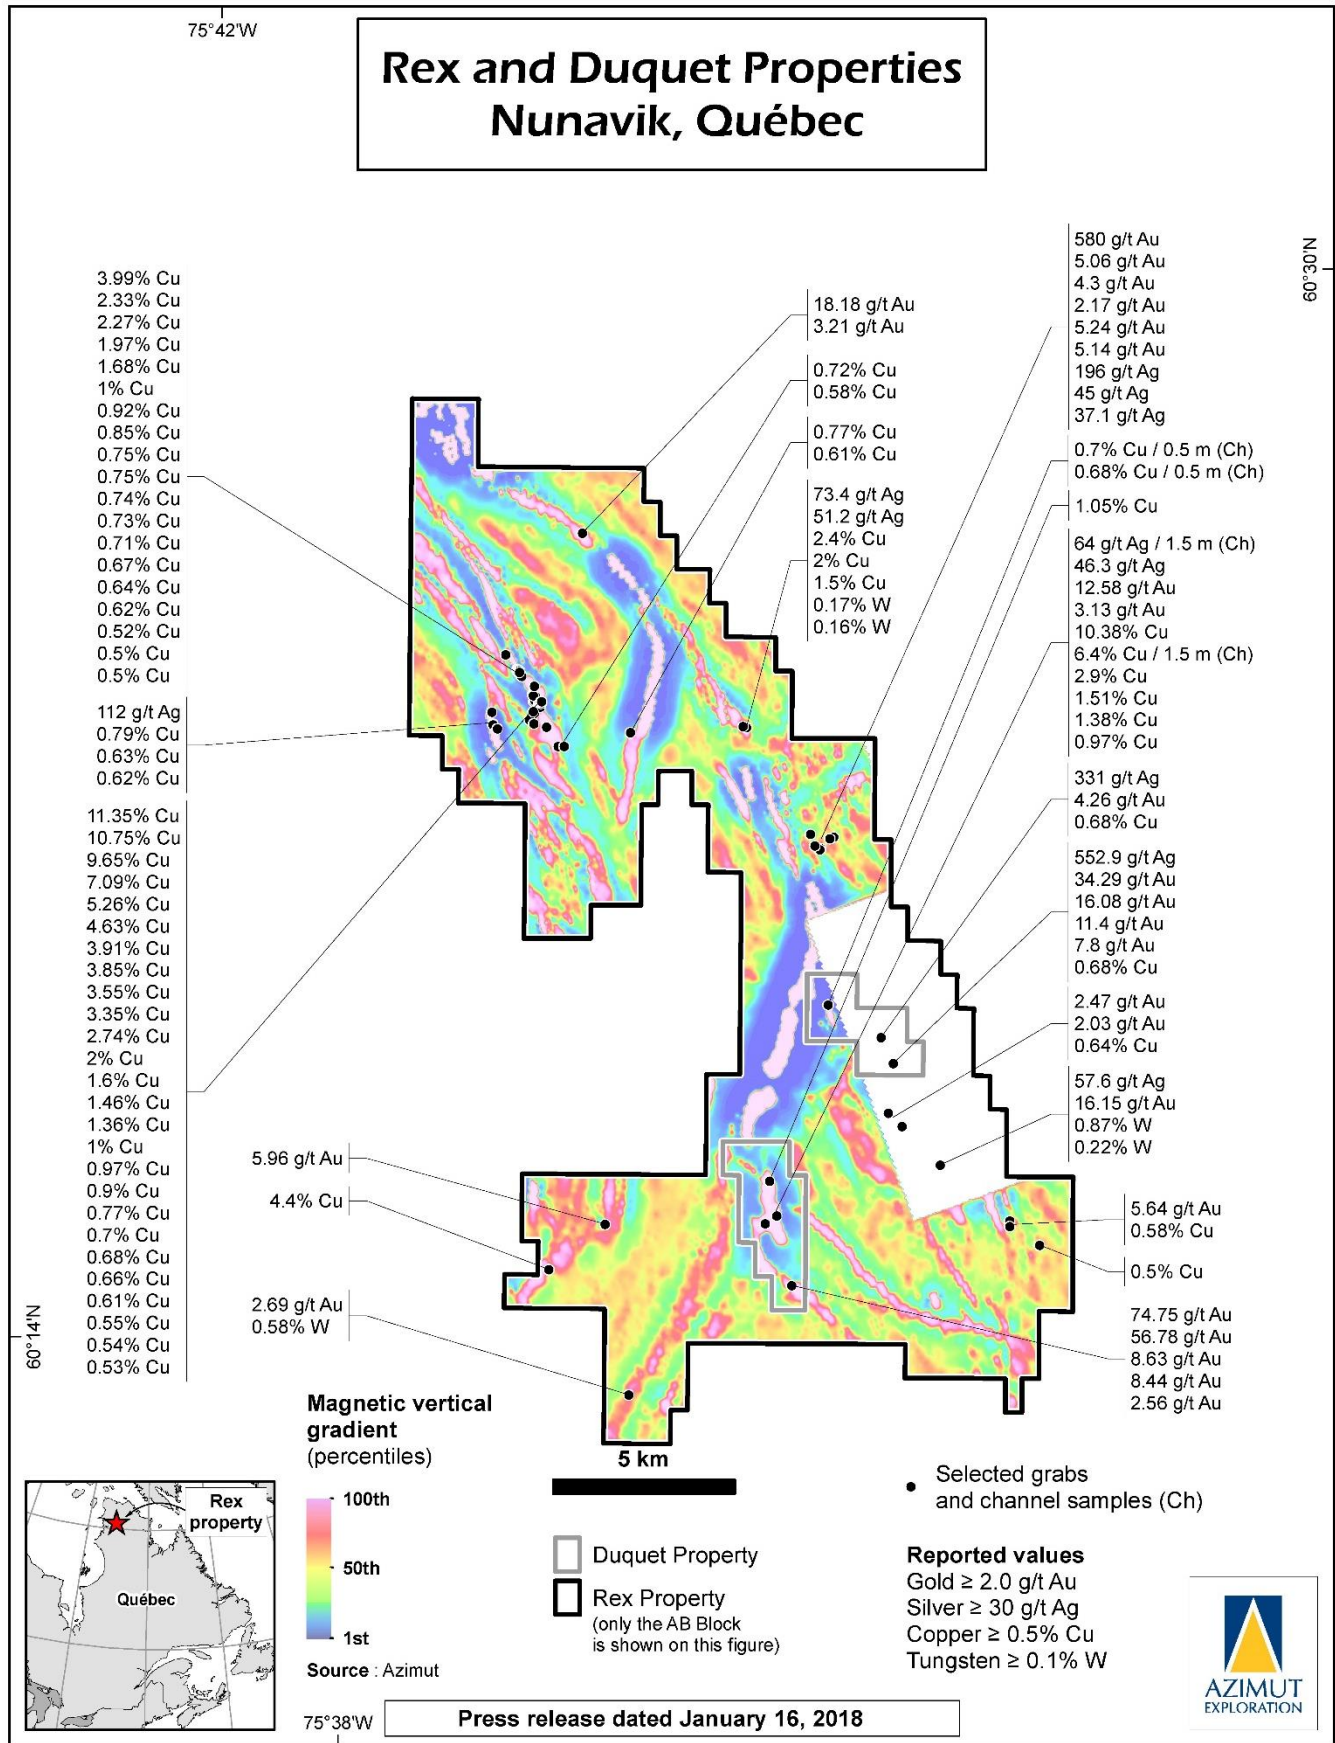 75°42'W
Rex and Duquet Properties
Nunavik, Québec
60°30'N
3.99% Cu
2.33% Cu
2.27% Cu
1.97% Cu
1.68% Cu
1% Cu
0.92% Cu
0.85% Cu
0.75% Cu
0.75% Cu
0.74% Cu
0.73% Cu
0.71% Cu
0.67% Cu
0.64% Cu
0.62% Cu
0.52% Cu
0.5% Cu
0.5% Cu
112 g/t Ag
0.79% Cu
0.63% Cu
0.62% Cu
11.35% Cu
10.75% Cu
9.65% Cu
7.09% Cu
5.26% Cu
4.63% Cu
3.91% Cu
3.85% Cu
3.55% Cu
3.35% Cu
2.74% Cu
2% Cu
1.6% Cu
1.46% Cu
1.36% Cu
1% Cu
0.97% Cu
0.9% Cu
0.77% Cu
0.7% Cu
0.68% Cu
0.66% Cu
0.61% Cu
0.55% Cu
0.54% Cu
0.53% Cu
18.18 g/t Au
3.21 g/t Au
0.72% Cu
0.58% Cu
0.77% Cu
0.61% Cu
73.4 g/t Ag
51.2 g/t Ag
2.4% Cu
2% Cu
1.5% Cu
0.17% W
0.16% W
580 g/t Au
5.06 g/t Au
4.3 g/t Au
2.17 g/t Au
5.24 g/t Au
5.14 g/t Au
196 g/t Ag
45 g/t Ag
37.1 g/t Ag
0.7% Cu / 0.5 m (Ch)
0.68% Cu / 0.5 m (Ch)
1.05% Cu
64 g/t Ag / 1.5 m (Ch)
46.3 g/t Ag
12.58 g/t Au
3.13 g/t Au
10.38% Cu
6.4% Cu / 1.5 m (Ch)
2.9% Cu
1.51% Cu
1.38% Cu
0.97% Cu
331 g/t Ag
4.26 g/t Au
0.68% Cu
552.9 g/t Ag
34.29 g/t Au
16.08 g/t Au
11.4 g/t Au
7.8 g/t Au
0.68% Cu
2.47 g/t Au
2.03 g/t Au
0.64% Cu
57.6 g/t Ag
16.15 g/t Au
0.87% W
0.22% W
5.64 g/t Au
0.58% Cu
0.5% Cu
74.75 g/t Au
56.78 g/t Au
8.63 g/t Au
8.44 g/t Au
2.56 g/t Au
5.96 g/t Au
4.4% Cu
2.69 g/t Au
0.58% W
60°14'N
Magnetic vertical
gradient
(percentiles)
100th
50th
1st
Source : Azimut
5 km
Duquet Property
Rex Property
(only the AB Block
is shown on this figure)
Selected grabs
and channel samples (Ch)
Reported values
Gold ≥ 2.0 g/t Au
Silver ≥ 30 g/t Ag
Copper ≥ 0.5% Cu
Tungsten ≥ 0.1% W
Rex
property
Québec
AZIMUT
EXPLORATION
75°38'W
Press release dated January 16, 2018